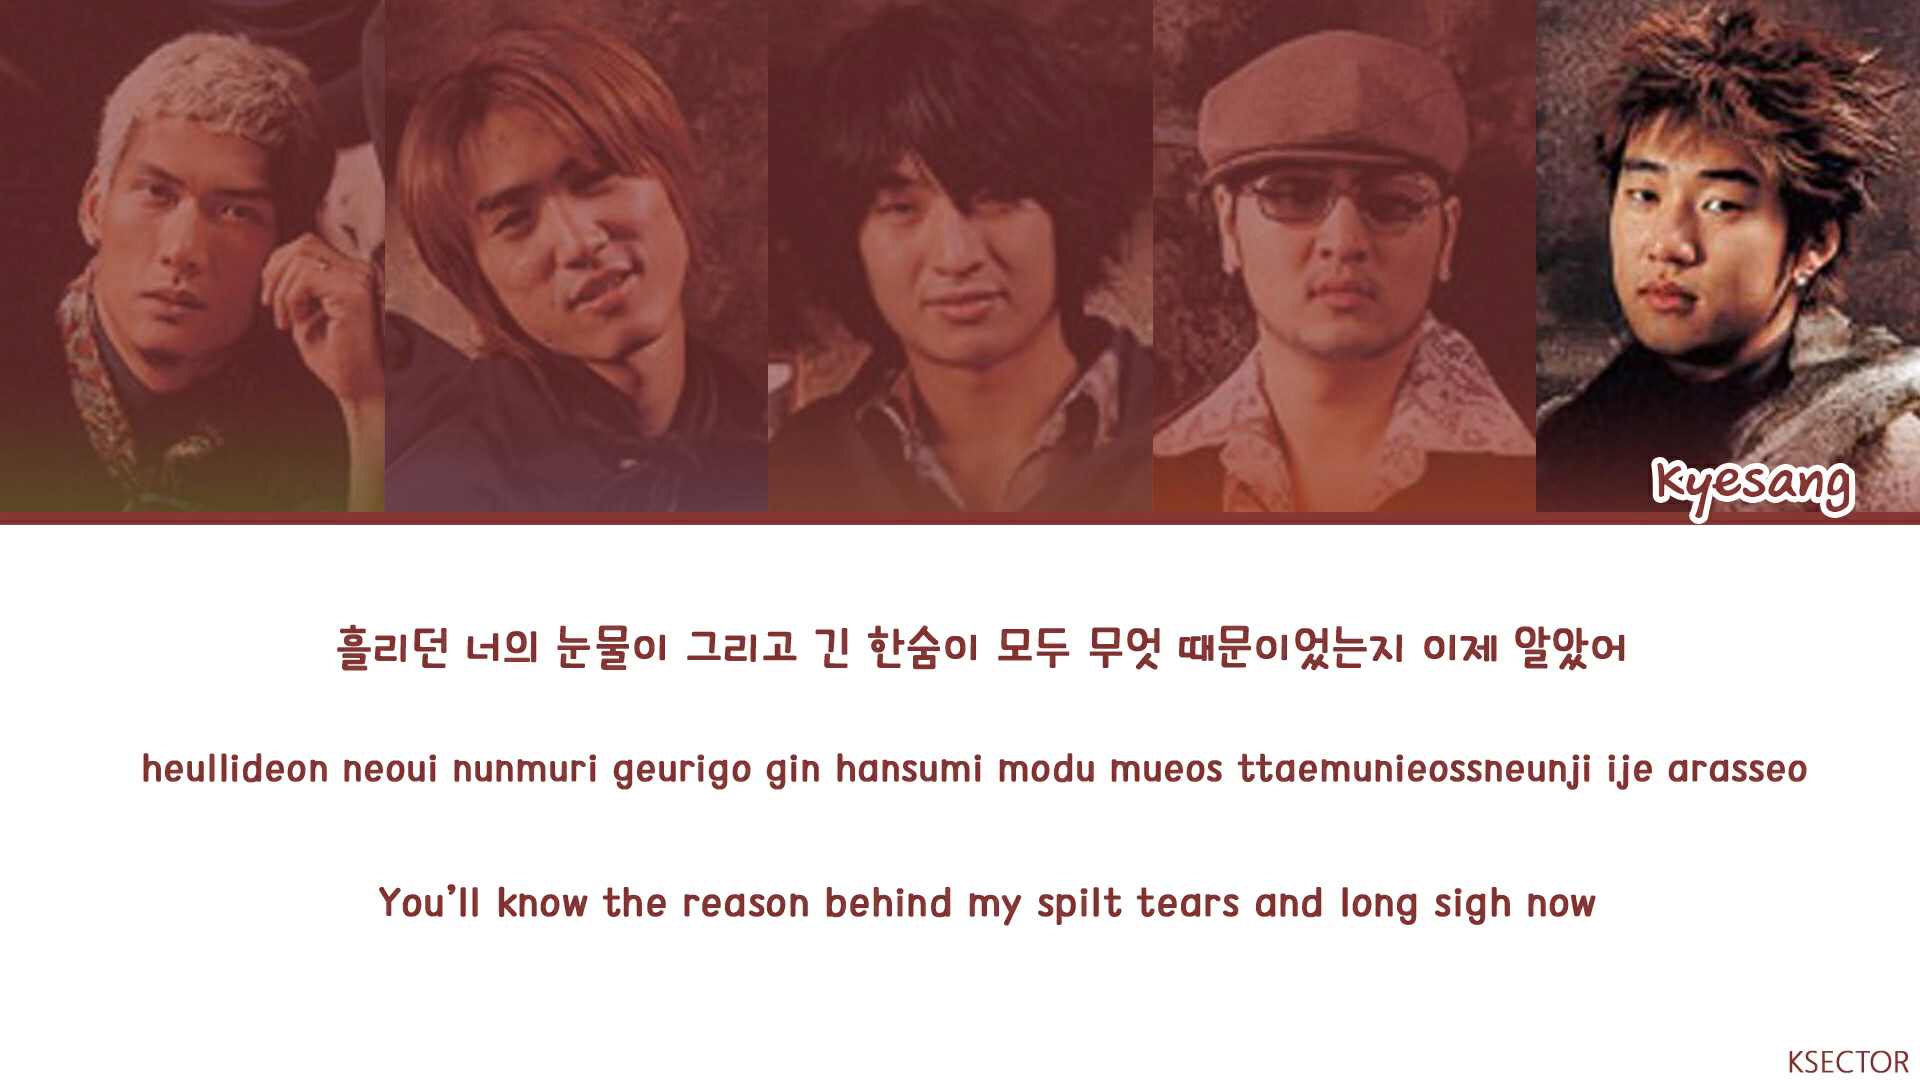 Kyesang
흘리던 너의 눈물이 그리고 긴 한숨이 모두 무엇 때문이었는지 이제 알았어
heullideon neoui nunmuri geurigo gin hansumi modu mueos ttaemunieossneunji ije arasseo
You’ll know the reason behind my spilt tears and long sigh now
KSECTOR